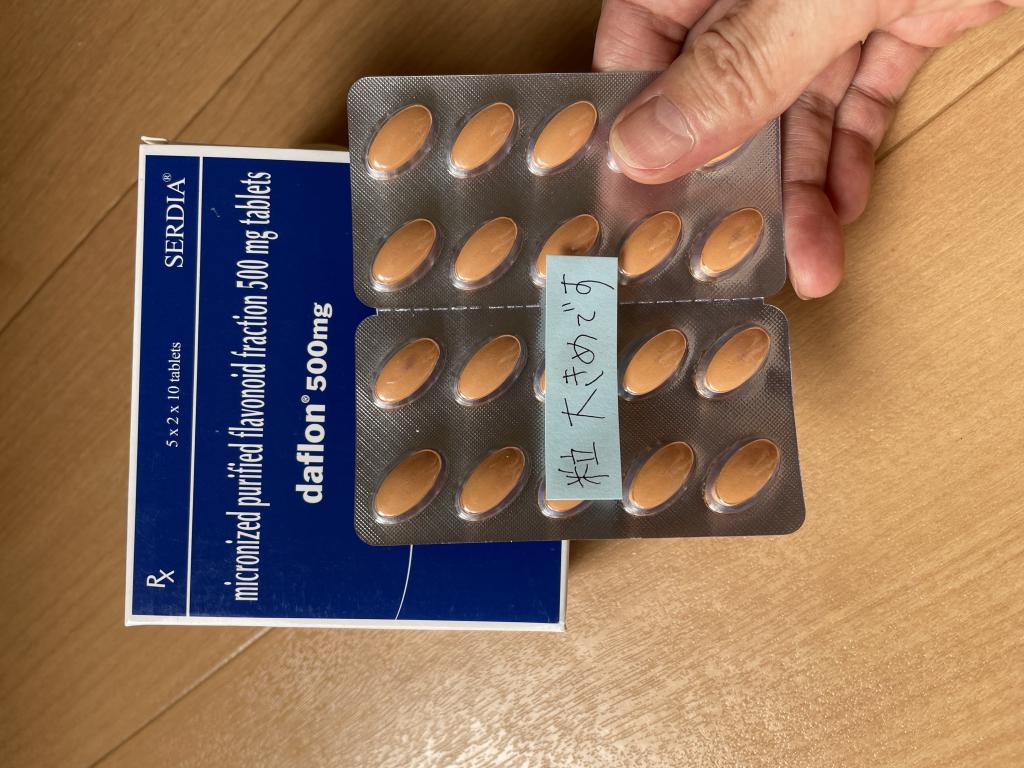 Rx 5 x 2 x 10 tablets SERDIA®
micronized purified flavonoid fraction 500 mg tablets
daflon® 500mg
粒 大きめです